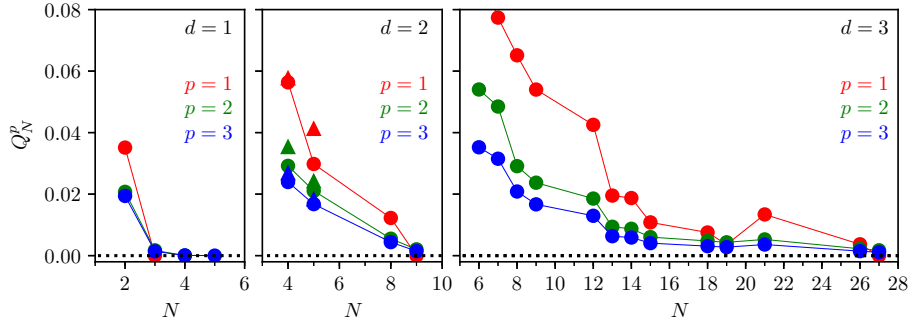 0.08
0.06
0.04
0.02
0.00
Q_N^p
d = 1
p = 1
p = 2
p = 3
2 4 6
N
d = 2
p = 1
p = 2
p = 3
4 6 8 10
N
d = 3
p = 1
p = 2
p = 3
6 8 10 12 14 16 18 20 22 24 26 28
N